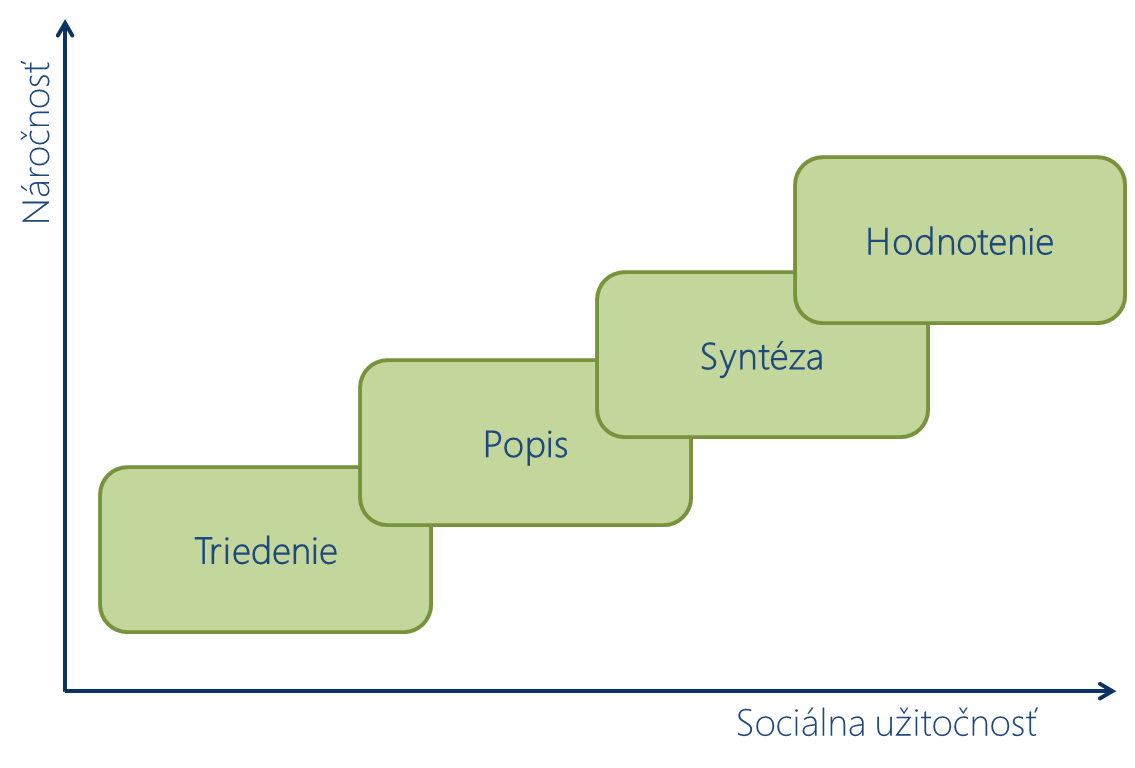 Náročnosť
Hodnotenie
Syntéza
Popis
Triedenie
Sociálna užitočnosť